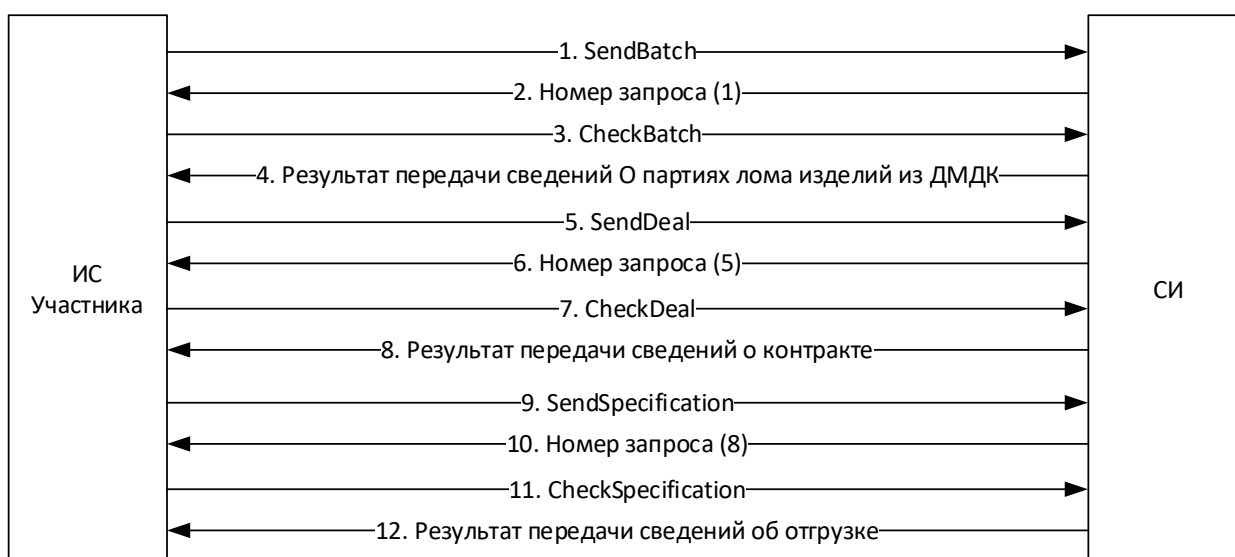 1. SendBatch
2. Номер запроса (1)
3. CheckBatch
4. Результат передачи сведений О партиях лома изделий из ДМДК
5. SendDeal
6. Номер запроса (5)
ИС
Участника
СИ
7. CheckDeal
8. Результат передачи сведений о контракте
9. SendSpecification
10. Номер запроса (8)
11. CheckSpecification
12. Результат передачи сведений об отгрузке